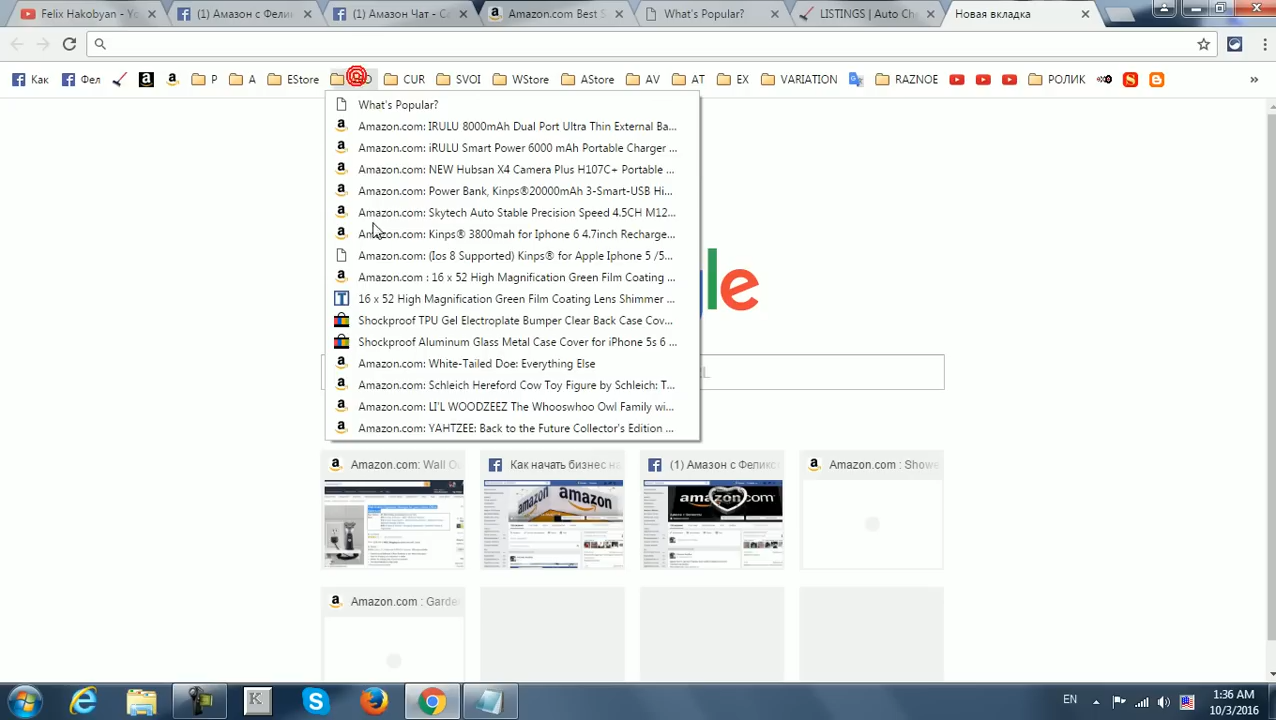 Felix Hakobyan - Yo
(1) Амазон с Фели
(1) Амазон Чат - С
Amazon.com Best S
What's Popular?
LISTINGS | Auto
Новая вкладка
Как
Фел
P
A
EStore
CUR
SVOI
WStore
AStore
AV
AT
EX
VARIATION
RAZNOE
РОЛИК
»
What's Popular?
Amazon.com: IRULU 8000mAh Dual Port Ultra Thin External Ba...
Amazon.com: iRULU Smart Power 6000 mAh Portable Charger ...
Amazon.com: NEW Hubsan X4 Camera Plus H107C+ Portable ...
Amazon.com: Power Bank, Kinps®20000mAh 3-Smart-USB Hi...
Amazon.com: Skytech Auto Stable Precision Speed 4.5CH M12...
Amazon.com: Kinps® 3800mah for Iphone 6 4.7inch Recharge...
Amazon.com: (Ios 8 Supported) Kinps® for Apple Iphone 5 /5...
Amazon.com : 16 x 52 High Magnification Green Film Coating ...
16 x 52 High Magnification Green Film Coating Lens Shimmer ...
Shockproof TPU Gel Electroplate Bumper Clear Back Case Cov...
Shockproof Aluminum Glass Metal Case Cover for iPhone 5s 6 ...
Amazon.com: White-Tailed Doe: Everything Else
Amazon.com: Schleich Hereford Cow Toy Figure by Schleich: T...
Amazon.com: LI'L WOODZEEZ The Whooswhoo Owl Family wi...
Amazon.com: YAHTZEE: Back to the Future Collector's Edition ...
le
RL
Amazon.com: Wall O
Как начать бизнес на
(1) Амазон с Феликс
Amazon.com : Showe
amazon
amazon.com
Amazon.com : Garde
EN
1:36 AM
10/3/2016